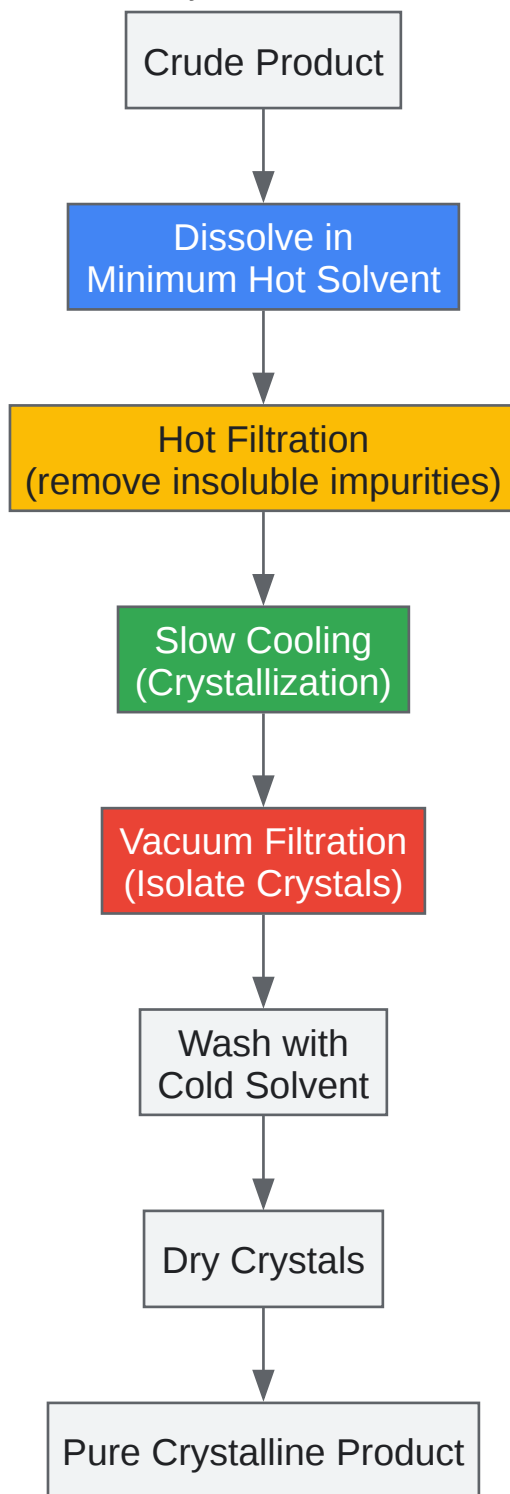 Crude Product
Dissolve in
Minimum Hot Solvent
Hot Filtration
(remove insoluble impurities)
Slow Cooling
(Crystallization)
Vacuum Filtration
(Isolate Crystals)
Wash with
Cold Solvent
Dry Crystals
Pure Crystalline Product